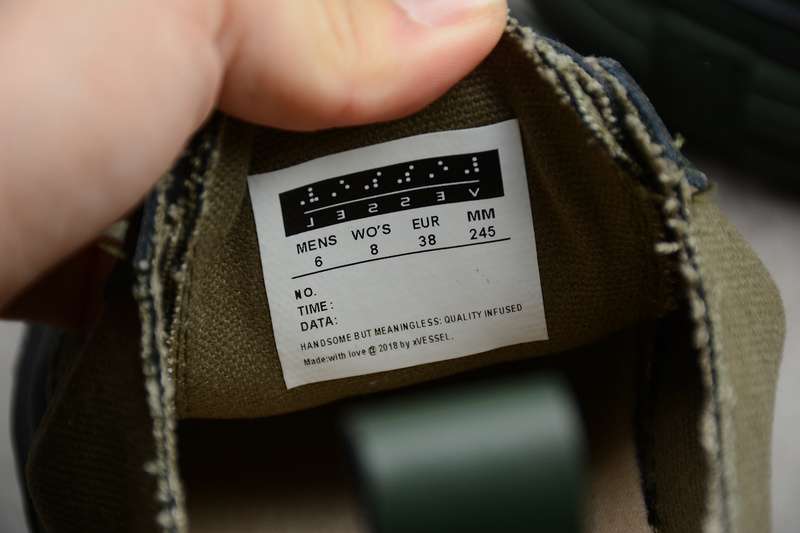 VESSEL
MENS WO'S EUR MM
6 8 38 245
NO.
TIME:
DATA:
HANDSOME BUT MEANINGLESS: QUALITY INFUSED
Made:with love @ 2018 by xVESSEL.